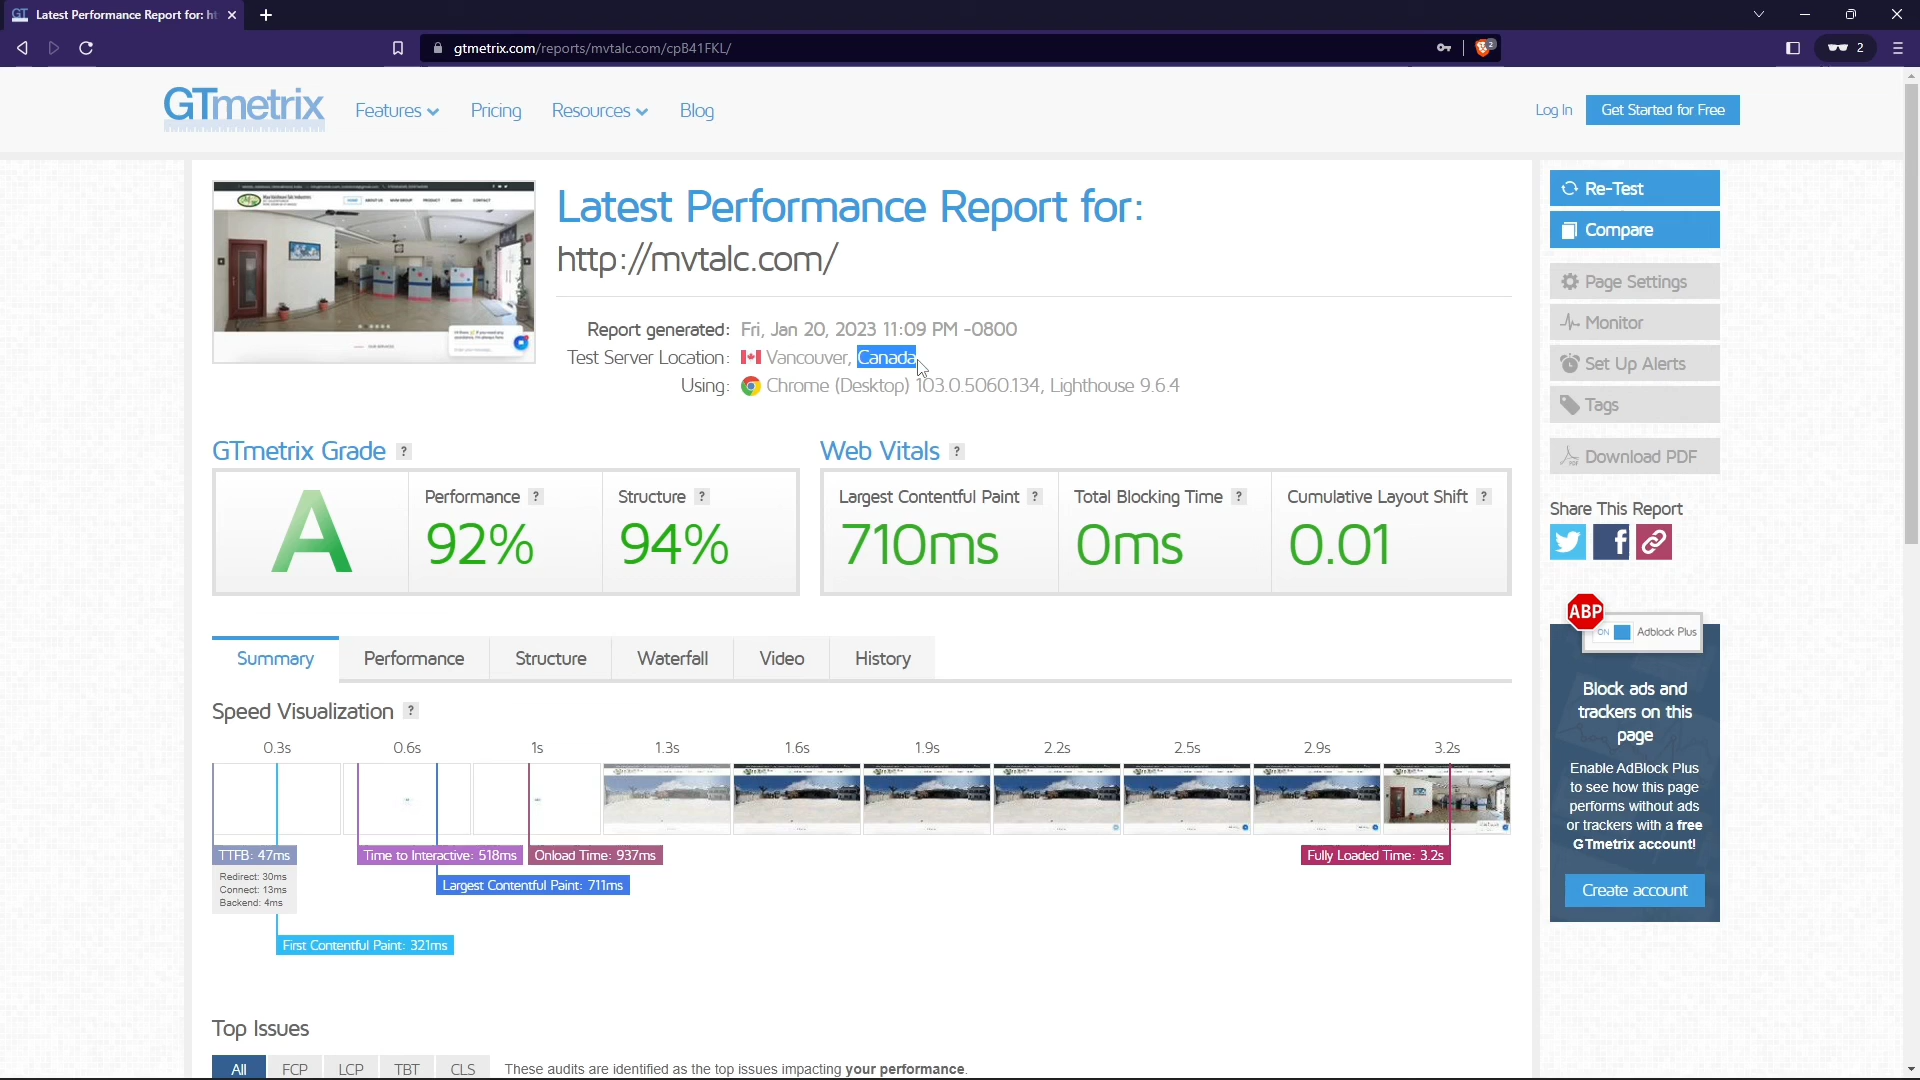 GT Latest Performance Report for: ht
gtmetrix.com/reports/mvtalc.com/cpB41FKL/
2
2
GTmetrix
Features
Pricing
Resources
Blog
Log In
Get Started for Free
Latest Performance Report for:
http://mvtalc.com/
Report generated: Fri, Jan 20, 2023 11:09 PM -0800
Test Server Location: Vancouver, Canada
Using: Chrome (Desktop) 103.0.5060.134, Lighthouse 9.6.4
Re-Test
Compare
Page Settings
Monitor
Set Up Alerts
Tags
Download PDF
Share This Report
GTmetrix Grade ?
A
Performance ?
92%
Structure ?
94%
Web Vitals ?
Largest Contentful Paint ?
710ms
Total Blocking Time ?
0ms
Cumulative Layout Shift ?
0.01
Summary
Performance
Structure
Waterfall
Video
History
Speed Visualization ?
0.3s
0.6s
1s
1.3s
1.6s
1.9s
2.2s
2.5s
2.9s
3.2s
TTFB: 47ms
Redirect: 30ms
Connect: 13ms
Backend: 4ms
Time to Interactive: 518ms
Onload Time: 937ms
Largest Contentful Paint: 711ms
First Contentful Paint: 321ms
Fully Loaded Time: 3.2s
ABP
ON
Adblock Plus
Block ads and
trackers on this
page
Enable AdBlock Plus
to see how this page
performs without ads
or trackers with a free
GTmetrix account!
Create account
Top Issues
All
FCP
LCP
TBT
CLS
These audits are identified as the top issues impacting your performance.